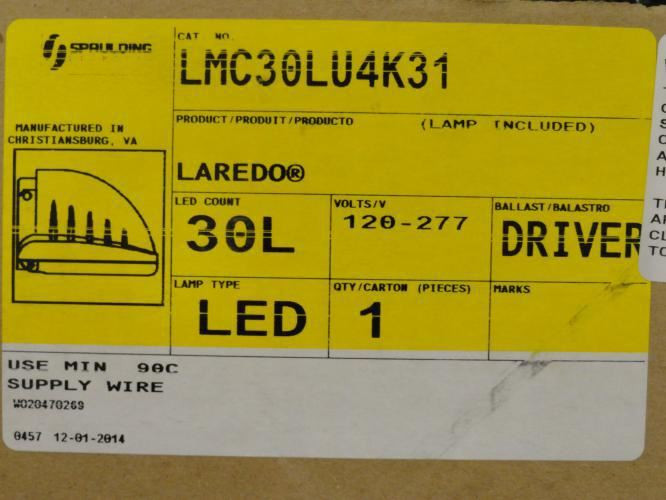 SPAULDING
CAT. NO.
LMC30LU4K31
MANUFACTURED IN
CHRISTIANSBURG, VA
PRODUCT/PRODUIT/PRODUCTO (LAMP INCLUDED)
LAREDO®
LED COUNT
30L
VOLTS/V
120-277
BALLAST/BALASTRO
DRIVER
LAMP TYPE
LED
QTY/CARTON (PIECES)
1
MARKS
USE MIN 90C
SUPPLY WIRE
WO20470269
0457 12-01-2014